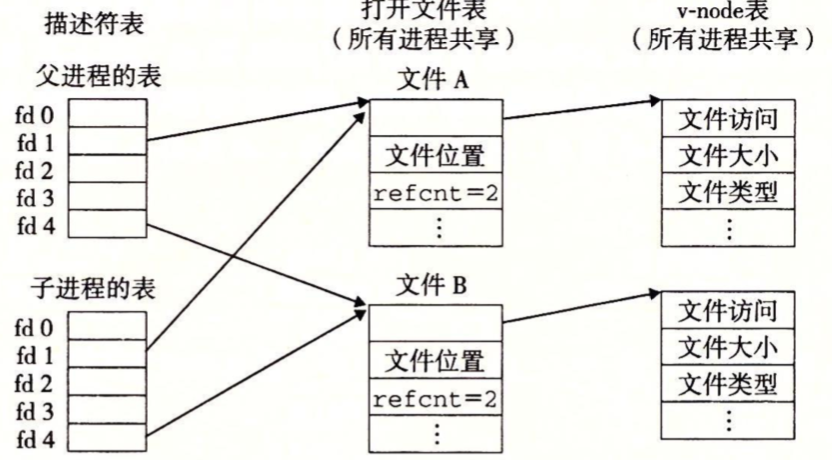 描述符表
打开文件表
（所有进程共享）
v-node表
（所有进程共享）
父进程的表
fd 0
fd 1
fd 2
fd 3
fd 4
文件 A
文件位置
refcnt=2
⋮
文件访问
文件大小
文件类型
⋮
子进程的表
fd 0
fd 1
fd 2
fd 3
fd 4
文件 B
文件位置
refcnt=2
⋮
文件访问
文件大小
文件类型
⋮